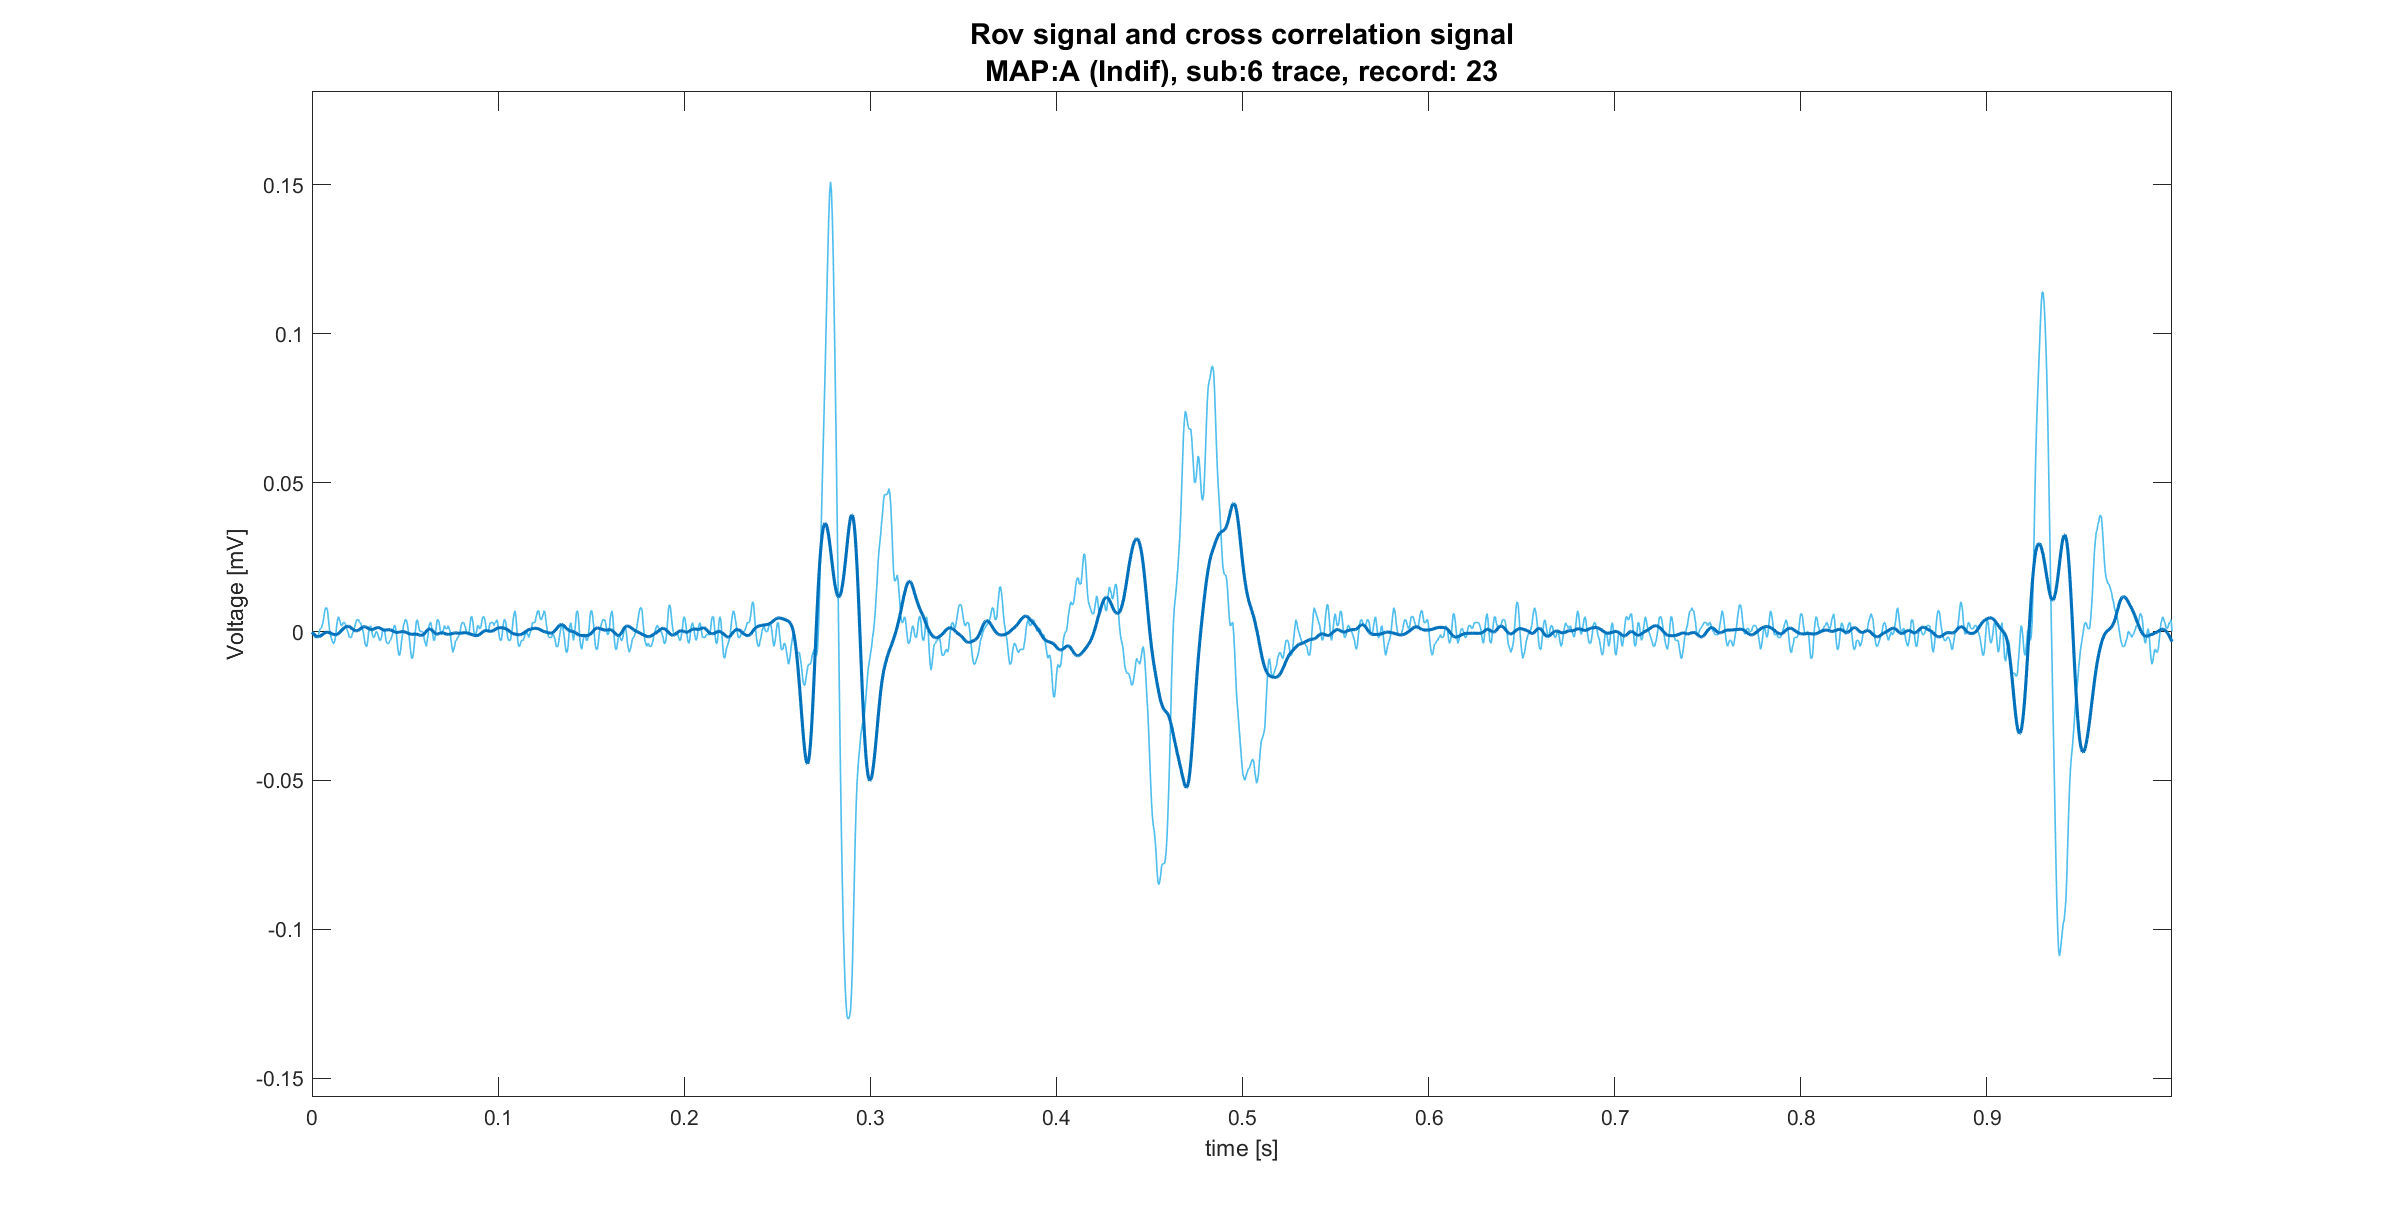 Rov signal and cross correlation signal
MAP:A (Indif), sub:6 trace, record: 23
Voltage [mV]
0.15
0.1
0.05
0
-0.05
-0.1
-0.15
0 0.1 0.2 0.3 0.4 0.5 0.6 0.7 0.8 0.9
time [s]